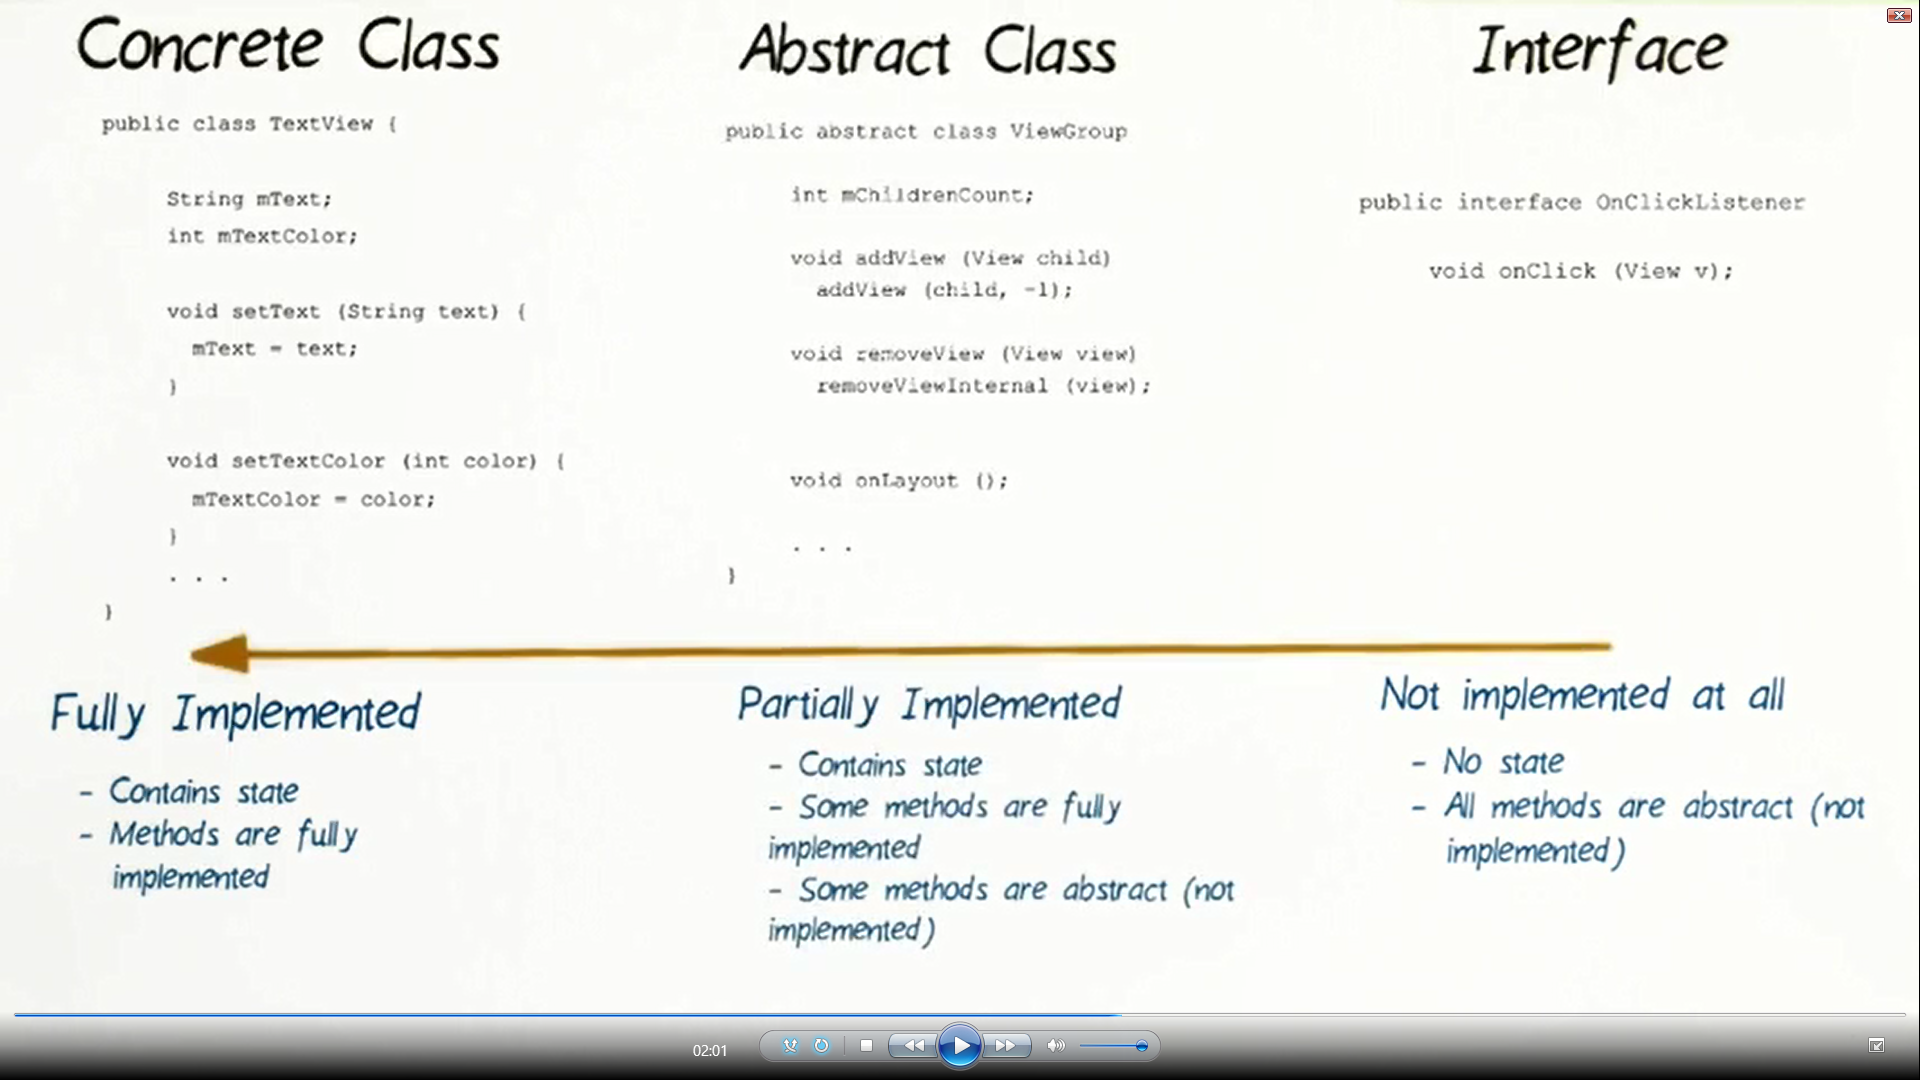 Concrete Class
public class TextView {
String mText;
int mTextColor;
void setText (String text) {
mText = text;
}
void setTextColor (int color) {
mTextColor = color;
}
. . .
}
Fully Implemented
- Contains state
- Methods are fully
implemented
Abstract Class
public abstract class ViewGroup
int mChildrenCount;
void addView (View child)
addView (child, -1);
void removeView (View view)
removeViewInternal (view);
void onLayout ();
. . .
}
Partially Implemented
- Contains state
- Some methods are fully
implemented
- Some methods are abstract (not
implemented)
Interface
public interface OnClickListener
void onClick (View v);
Not implemented at all
- No state
- All methods are abstract (not
implemented)
02:01